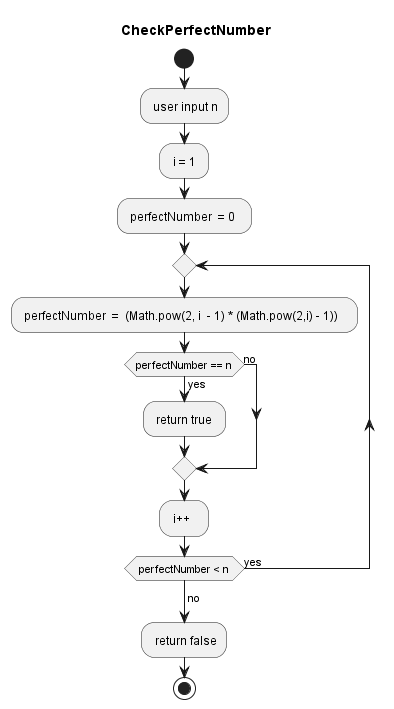 CheckPerfectNumber
user input n
i = 1
perfectNumber = 0
perfectNumber = (Math.pow(2, i - 1) * (Math.pow(2,i) - 1))
perfectNumber == n
no
yes
return true
i++
perfectNumber < n
yes
no
return false